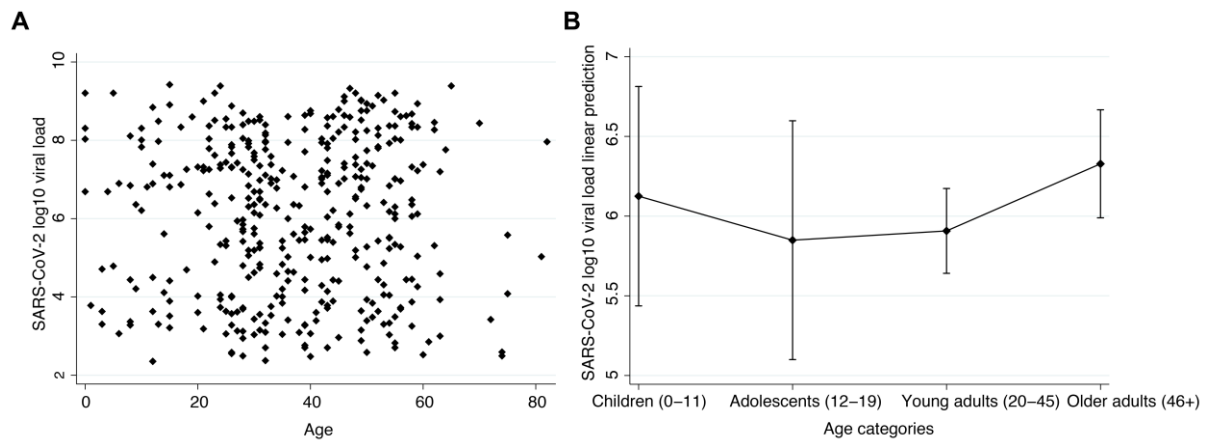 A
SARS-CoV-2 log10 viral load
10
8
6
4
2
0 20 40 60 80
Age
B
SARS-CoV-2 log10 viral load linear prediction
7
6.5
6
5.5
5
Children (0–11) Adolescents (12–19) Young adults (20–45) Older adults (46+)
Age categories